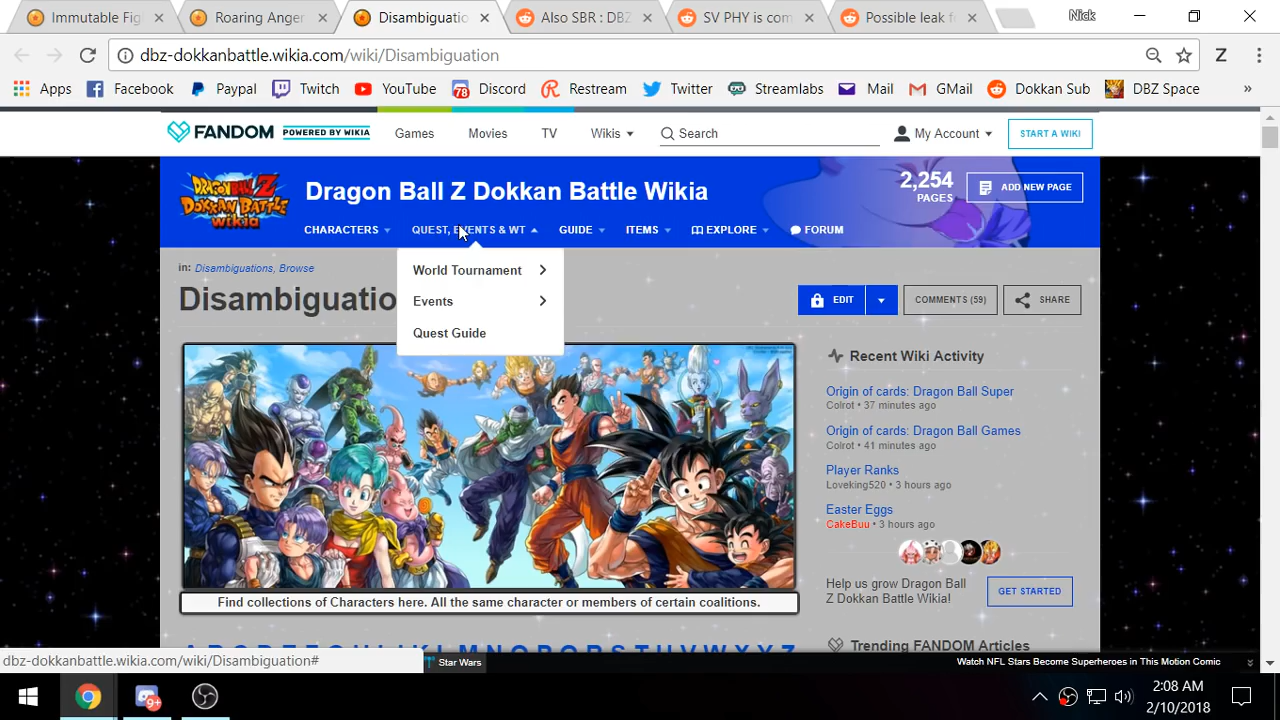 Immutable Fig
Roaring Anger
Disambiguatio
Also SBR : DBZ
SV PHY is com
Possible leak f
Nick
dbz-dokkanbattle.wikia.com/wiki/Disambiguation
Z
Apps
Facebook
Paypal
Twitch
YouTube
78
Discord
Restream
Twitter
Streamlabs
Mail
GMail
Dokkan Sub
DBZ Space
»
FANDOM
POWERED BY WIKIA
Games
Movies
TV
Wikis
Search
My Account
START A WIKI
DRAGON BALL Z
DOKKAN BATTLE
wikia
Dragon Ball Z Dokkan Battle Wikia
2,254
PAGES
ADD NEW PAGE
CHARACTERS
QUEST, EVENTS & WT
GUIDE
ITEMS
EXPLORE
FORUM
World Tournament
Events
Quest Guide
in: Disambiguations, Browse
Disambiguatio
EDIT
COMMENTS (59)
SHARE
Find collections of Characters here. All the same character or members of certain coalitions.
Recent Wiki Activity
Origin of cards: Dragon Ball Super
Colrot • 37 minutes ago
Origin of cards: Dragon Ball Games
Colrot • 41 minutes ago
Player Ranks
Loveking520 • 3 hours ago
Easter Eggs
CakeBuu • 3 hours ago
Help us grow Dragon Ball
Z Dokkan Battle Wikia!
GET STARTED
Trending FANDOM Articles
A B C D E F G H I J K L M N O P Q R S T U V W X Y Z
dbz-dokkanbattle.wikia.com/wiki/Disambiguation#
Star Wars
Watch NFL Stars Become Superheroes in This Motion Comic
9+
2:08 AM
2/10/2018